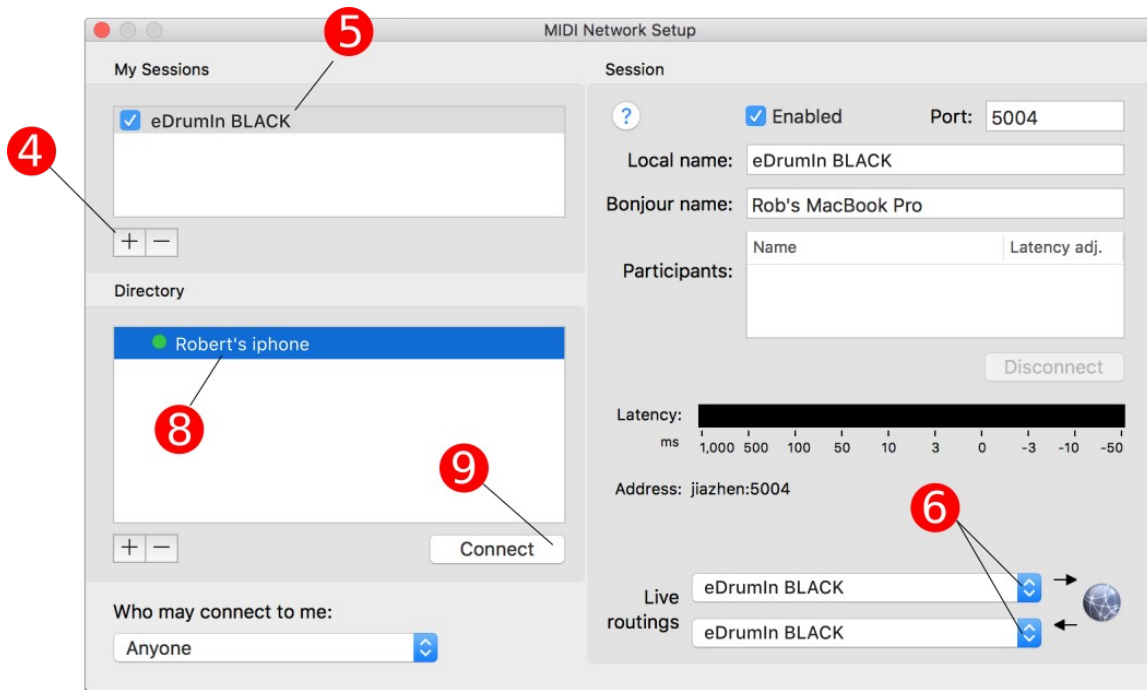 MIDI Network Setup
5
My Sessions
eDrumIn BLACK
4
+ −
Directory
Robert's iphone
8
9
+ −
Connect
Who may connect to me:
Anyone
Session
?
Enabled
Port: 5004
Local name: eDrumIn BLACK
Bonjour name: Rob's MacBook Pro
Name Latency adj.
Participants:
Disconnect
Latency:
ms 1,000 500 100 50 10 3 0 -3 -10 -50
Address: jiazhen:5004
6
Live routings
eDrumIn BLACK
eDrumIn BLACK